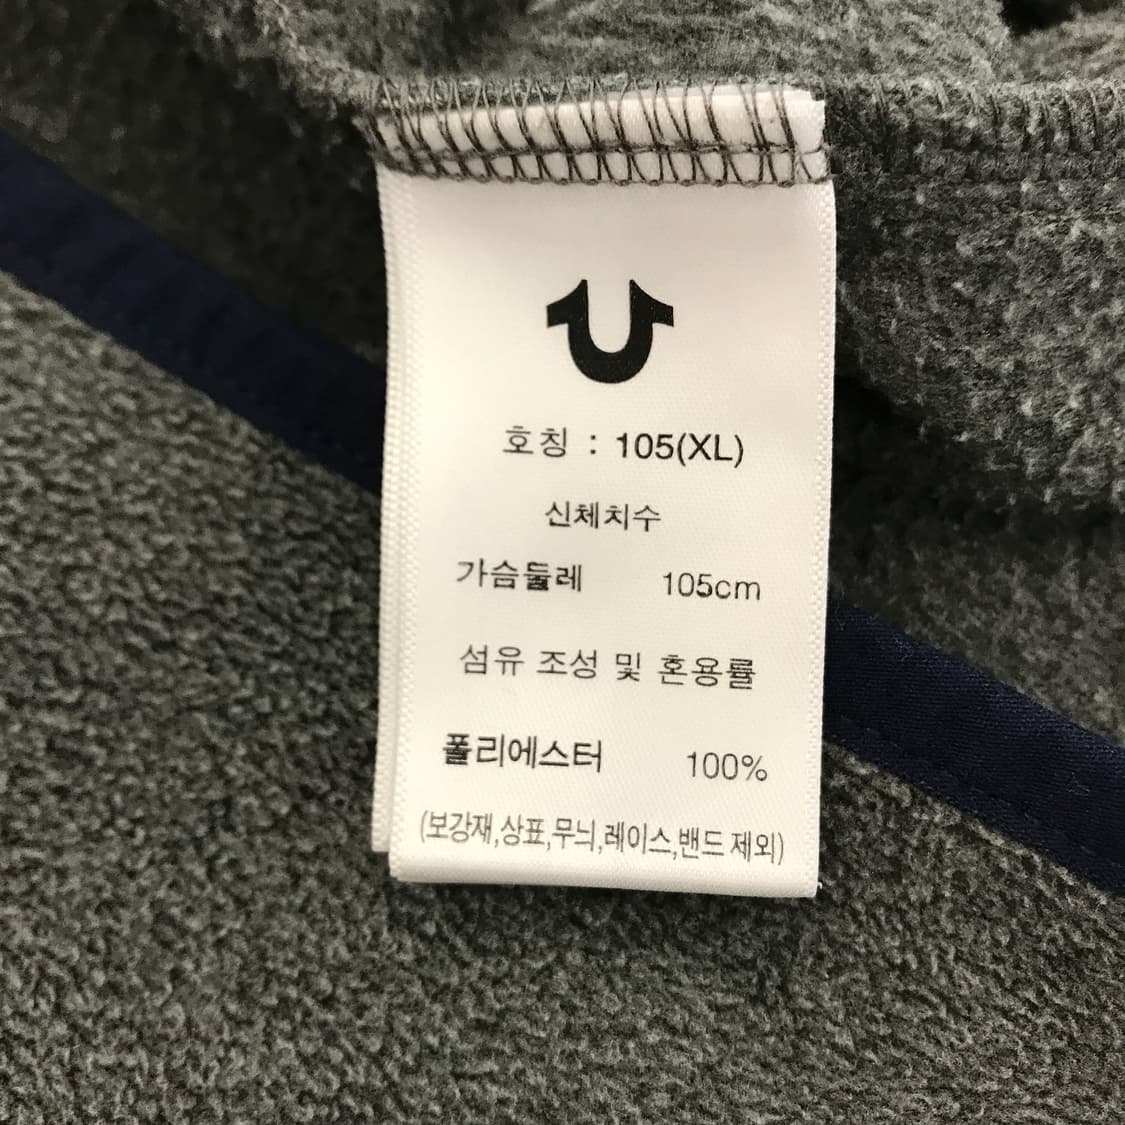 호칭 : 105(XL)
신체치수
가슴둘레 105cm
섬유 조성 및 혼용률
폴리에스터 100%
(보강재,상표,무늬,레이스,밴드 제외)